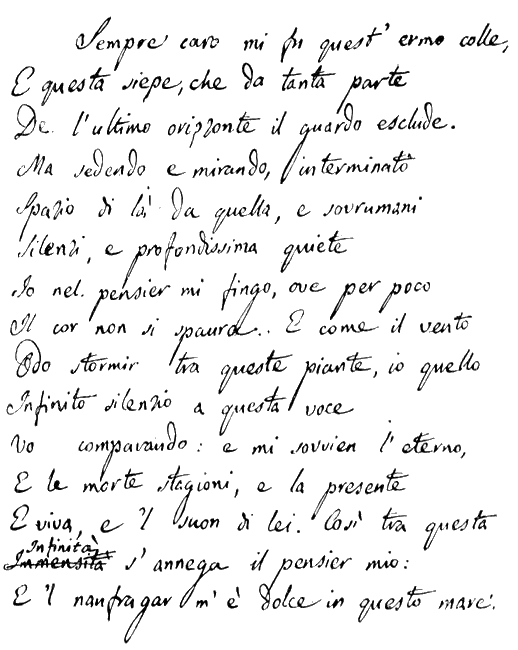 Sempre caro mi fu quest' ermo colle,
E questa siepe, che da tanta parte
De l'ultimo orizzonte il guardo esclude.
Ma sedendo e mirando, interminato
Spazio di là da quella, e sovrumani
Silenzi, e profondissima quiete
Io nel pensier mi fingo, ove per poco
Il cor non si spaura.. E come il vento
Odo stormir tra queste piante, io quello
Infinito silenzio a questa voce
Vo comparando: e mi sovvien l'eterno,
E le morte stagioni, e la presente
E viva, e 'l suon di lei. Così tra questa
Infinità
Immensità s'annega il pensier mio:
E 'l naufragar m'è dolce in questo mare.